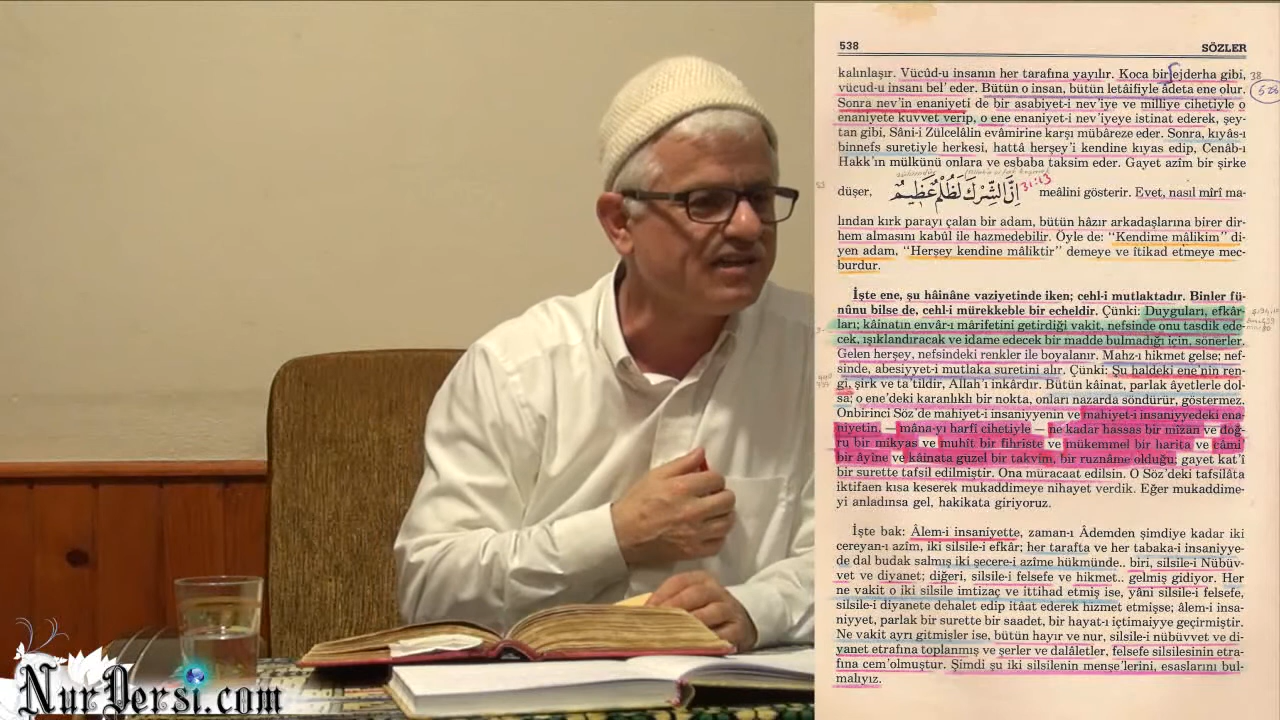 538 SÖZLER
kalınlaşır. Vücûd-u insanın her tarafına yayılır. Koca bir ejderha gibi,
vücud-u insanı bel' eder. Bütün o insan, bütün letâifiyle âdeta ene olur.
Sonra nev'in enaniyeti de bir asabiyet-i nev'iye ve milliye cihetiyle o
enaniyete kuvvet verip, o ene enaniyet-i nev'iyeye istinat ederek, şey-
tan gibi, Sâni-i Zülcelâlin evâmirine karşı mübâreze eder. Sonra, kıyâs-ı
binnefs suretiyle herkesi, hattâ herşey'i kendine kıyas edip, Cenâb-ı
Hakk'ın mülkünü onlara ve esbaba taksim eder. Gayet azîm bir şirke
düşer, اِنَّ الشِّرْكَ لَظُلْمٌ عَظِيمٌ 31:13 meâlini gösterir. Evet, nasıl mîrî ma-
lından kırk parayı çalan bir adam, bütün hâzır arkadaşlarına birer dir-
hem almasını kabûl ile hazmedebilir. Öyle de: "Kendime mâlikim" di-
yen adam, "Herşey kendine mâliktir" demeye ve îtikad etmeye mec-
burdur.
İşte ene, şu hâinâne vaziyetinde iken; cehl-i mutlaktadır. Binler fü-
nûnu bilse de, cehl-i mürekkeble bir echeldir. Çünki: Duyguları, efkâr-
ları; kâinatın envâr-ı mârifetini getirdiği vakit, nefsinde onu tasdik ede-
cek, ışıklandıracak ve idame edecek bir madde bulmadığı için, sönerler.
Gelen herşey, nefsindeki renkler ile boyalanır. Mahz-ı hikmet gelse; nef-
sinde, abesiyyet-i mutlaka suretini alır. Çünki: Şu haldeki ene'nin ren-
gi, şirk ve ta'tildir, Allah'ı inkârdır. Bütün kâinat, parlak âyetlerle dol-
sa; o ene'deki karanlıklı bir nokta, onları nazarda söndürür, göstermez.
Onbirinci Söz'de mahiyet-i insaniyyenin ve mahiyet-i insaniyyedeki ena-
niyetin, — mâna-yı harfî cihetiyle — ne kadar hassas bir mîzan ve doğ-
ru bir mikyas ve muhît bir fihriste ve mükemmel bir harita ve câmi
bir âyine ve kâinata güzel bir takvim, bir ruznâme olduğu; gayet kat'î
bir surette tafsil edilmiştir. Ona müracaat edilsin. O Söz'deki tafsilâta
iktifaen kısa keserek mukaddimeye nihayet verdik. Eğer mukaddime-
yi anladınsa gel, hakikata giriyoruz.
İşte bak: Âlem-i insaniyette, zaman-ı Âdemden şimdiye kadar iki
cereyan-ı azîm, iki silsile-i efkâr; her tarafta ve her tabaka-i insaniyye-
de dal budak salmış iki şecere-i azîme hükmünde.. biri, silsile-i Nübüv-
vet ve diyanet; diğeri, silsile-i felsefe ve hikmet.. gelmiş gidiyor. Her
ne vakit o iki silsile imtizaç ve ittihad etmiş ise, yâni silsile-i felsefe,
silsile-i diyanete dehalet edip itâat ederek hizmet etmişse; âlem-i insa-
niyyet, parlak bir surette bir saadet, bir hayat-ı içtimaiyye geçirmiştir.
Ne vakit ayrı gitmişler ise, bütün hayır ve nur, silsile-i nübüvvet ve di-
yanet etrafına toplanmış ve şerler ve dalâletler, felsefe silsilesinin etra-
fına cem'olmuştur. Şimdi şu iki silsilenin menşe'lerini, esaslarını bul-
malıyız.
NurDersi.com